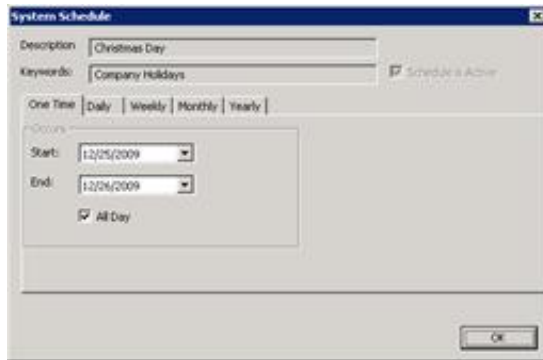 System Schedule
Description Christmas Day
Keywords: Company Holidays Schedule is Active
One Time Daily Weekly Monthly Yearly
Occurs
Start: 12/25/2009
End: 12/26/2009
All Day
OK